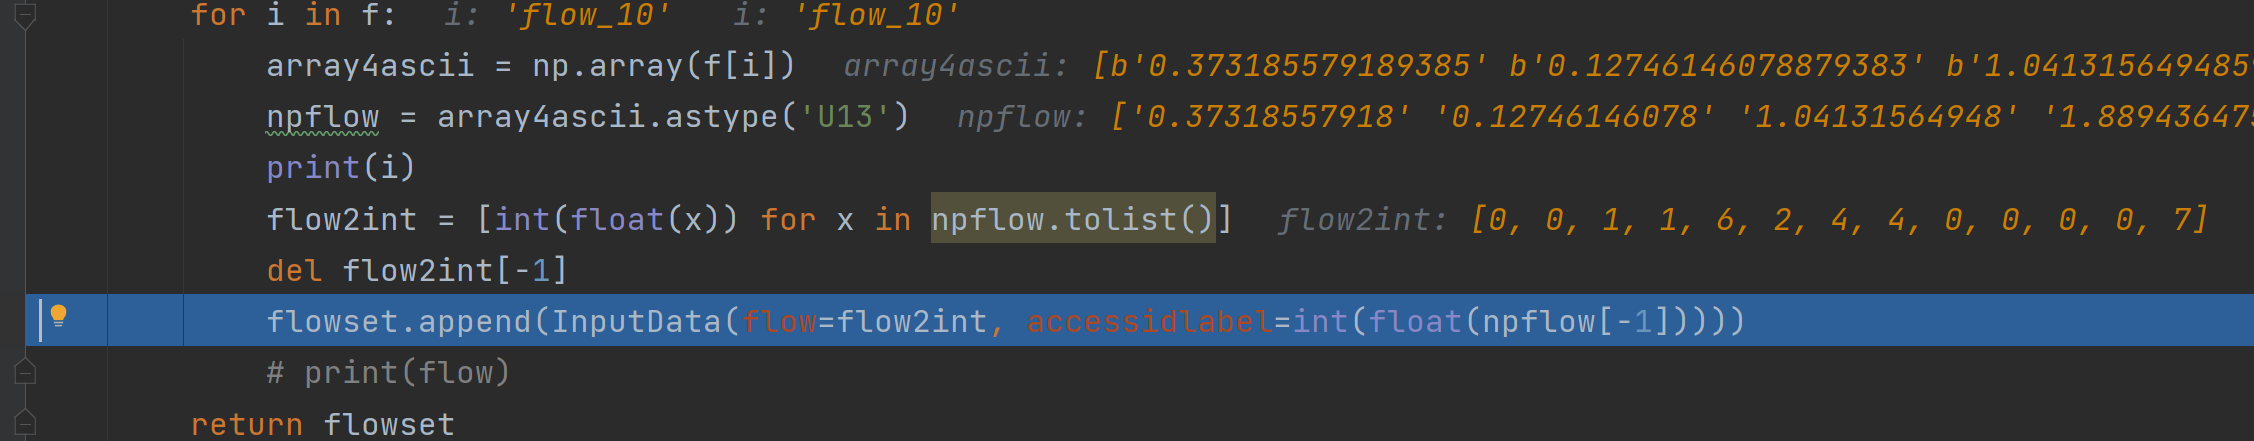 for i in f:   i: 'flow_10'   i: 'flow_10'
array4ascii = np.array(f[i])   array4ascii: [b'0.373185579189385' b'0.12746146078879383' b'1.041315649485
npflow = array4ascii.astype('U13')   npflow: ['0.37318557918' '0.12746146078' '1.04131564948' '1.889436475
print(i)
flow2int = [int(float(x)) for x in npflow.tolist()]   flow2int: [0, 0, 1, 1, 6, 2, 4, 4, 0, 0, 0, 0, 7]
del flow2int[-1]
flowset.append(InputData(flow=flow2int, accessidlabel=int(float(npflow[-1]))))
# print(flow)
return flowset